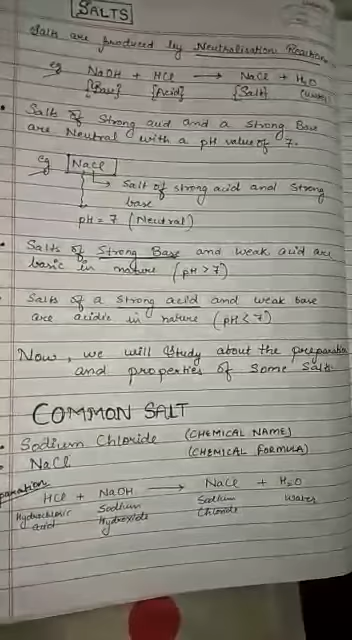 SALTS
Salts are produced by Neutralisation Reaction
eg NaOH + HCl → NaCl + H₂O
[Base] [Acid] [Salt] (Water)
• Salts of Strong acid and a Strong Base
are Neutral with a pH value of 7.
eg [NaCl]
→ Salt of strong acid and Strong
base
pH = 7 (Neutral)
• Salts of Strong Base and weak acid are
basic in nature (pH > 7)
Salts of a strong acid and weak base
are acidic in nature (pH < 7)
Now, we will study about the preparation
and properties of some salts.
COMMON SALT
• Sodium Chloride (CHEMICAL NAME)
• NaCl (CHEMICAL FORMULA)
paration
HCl + NaOH → NaCl + H₂O
Hydrochloric Sodium Sodium Water
acid Hydroxide Chloride